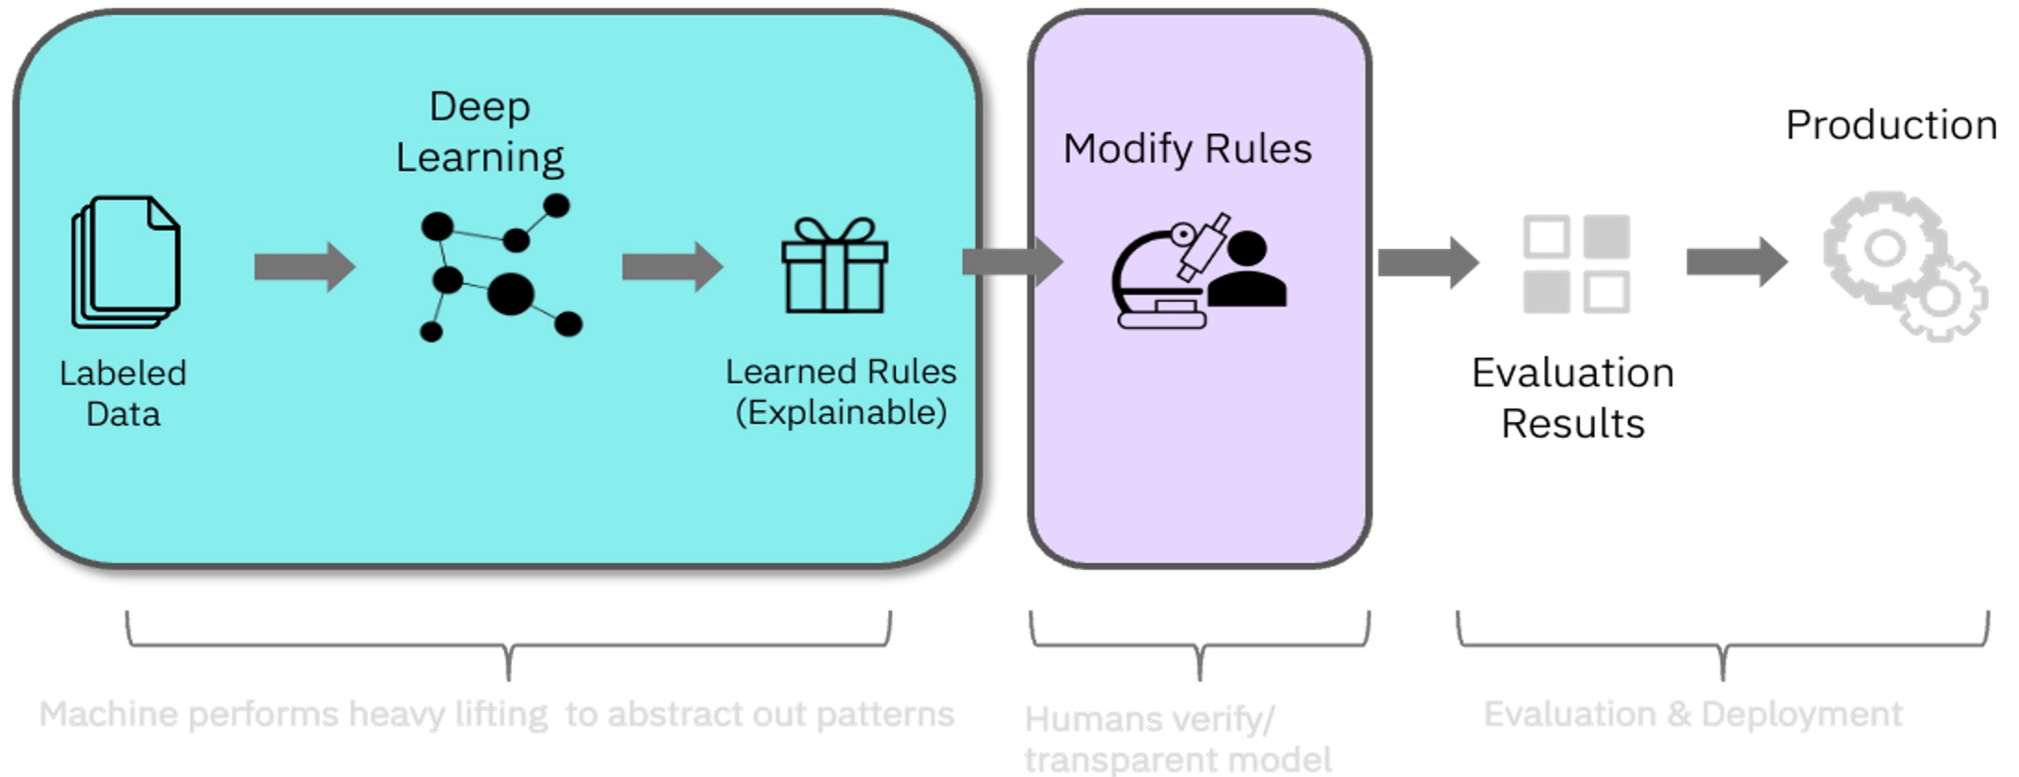 Deep
Learning
Labeled
Data
Learned Rules
(Explainable)
Modify Rules
Evaluation
Results
Production
Machine performs heavy lifting to abstract out patterns
Humans verify/
transparent model
Evaluation & Deployment